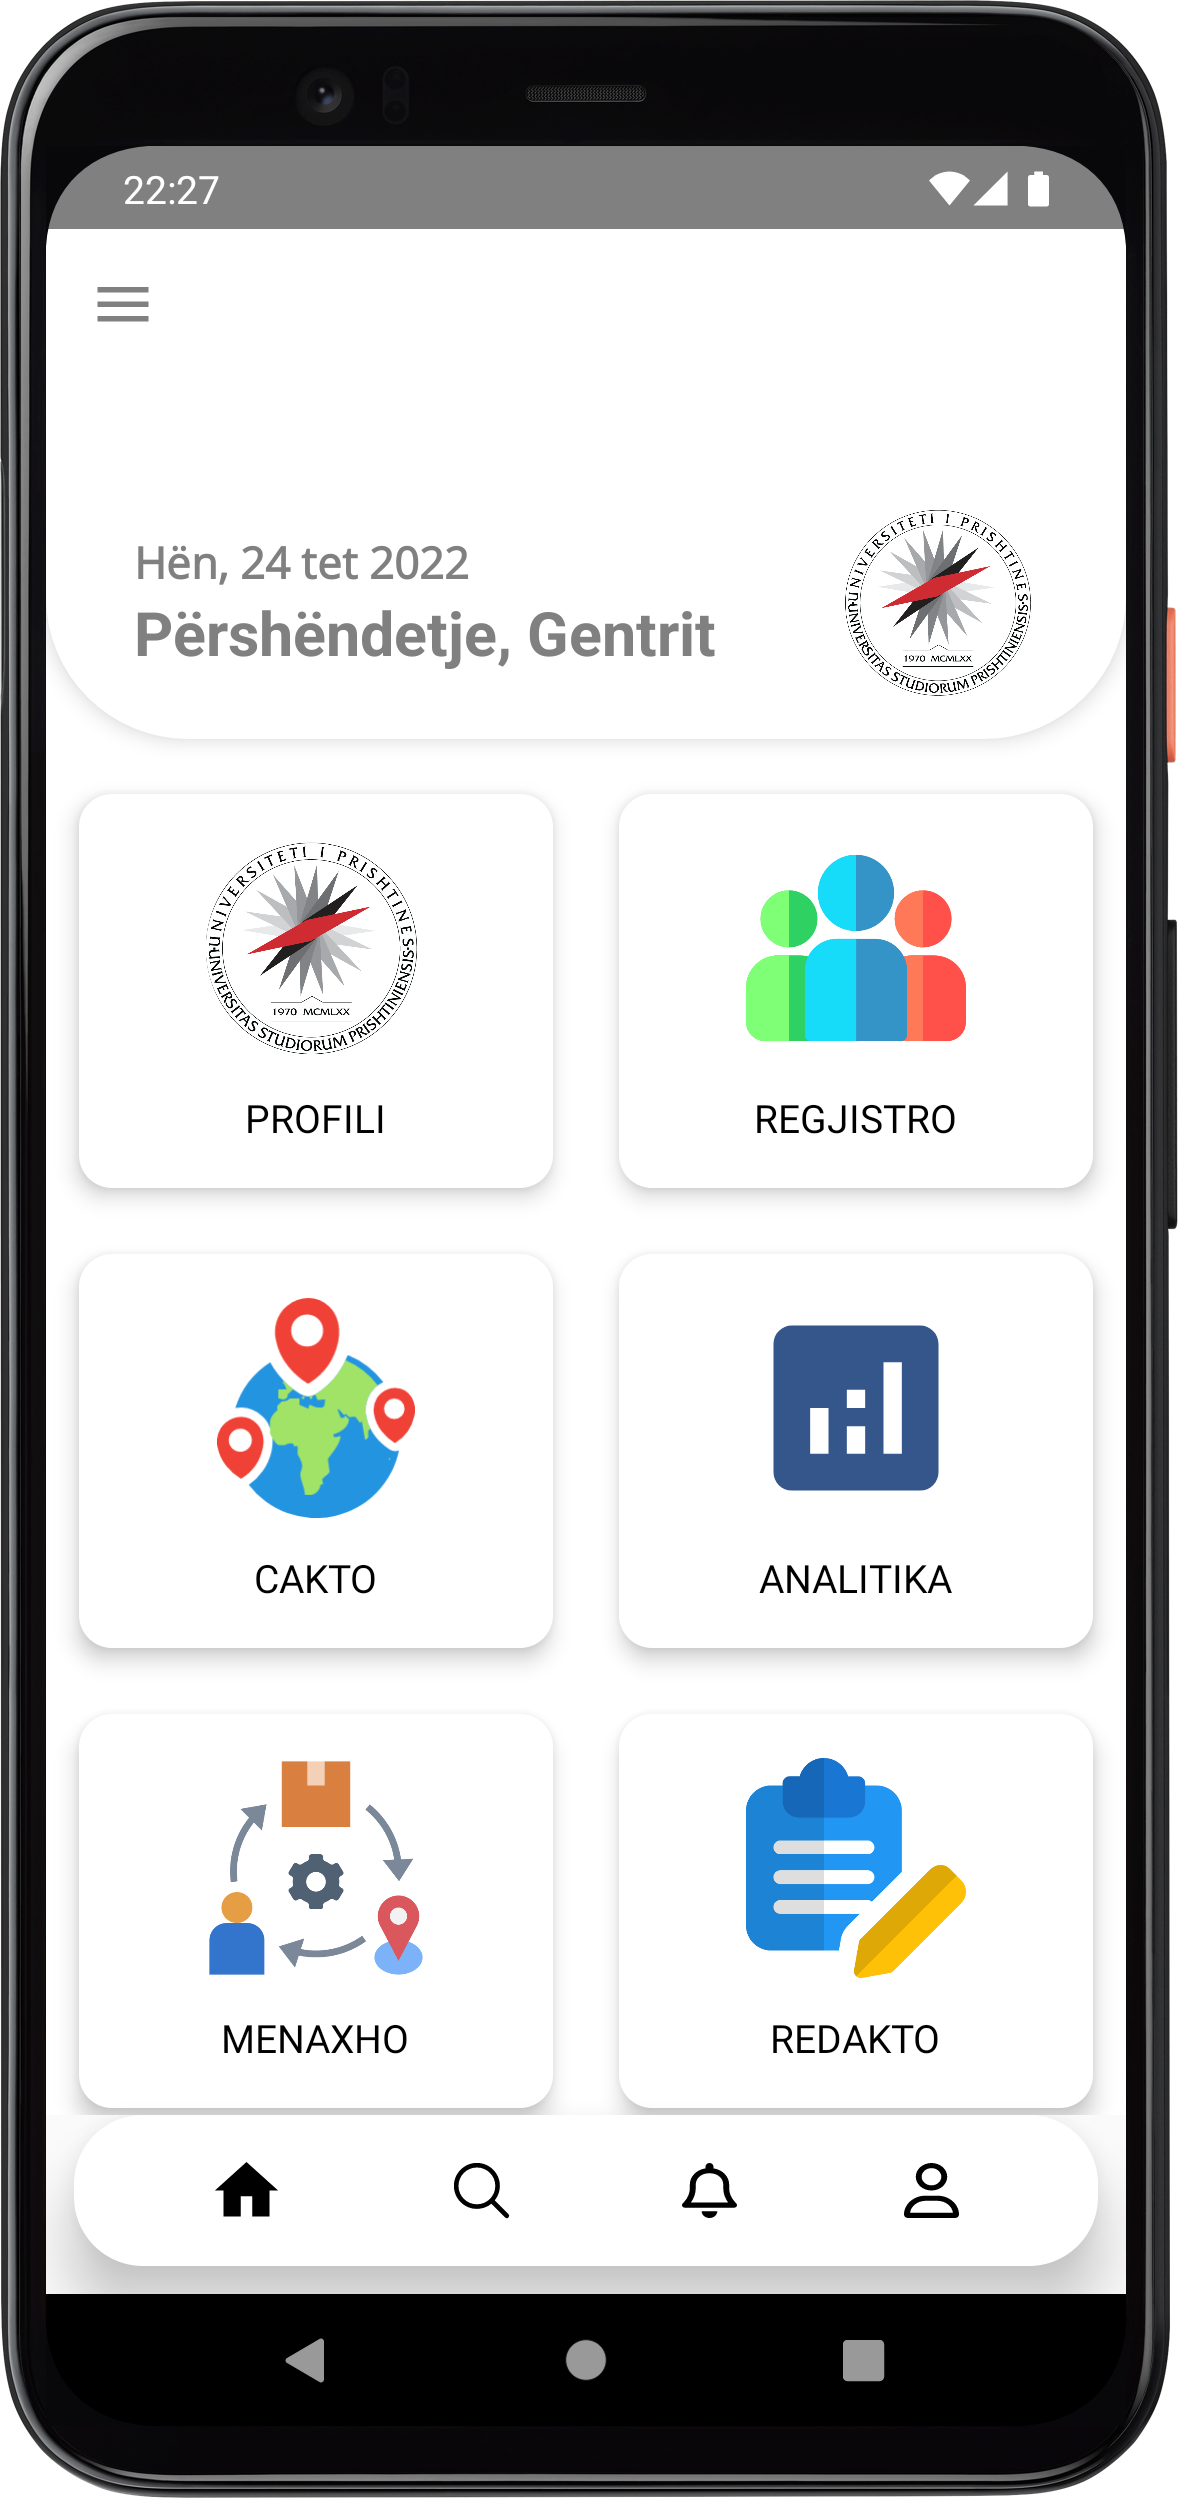 22:27
Hën, 24 tet 2022
Përshëndetje, Gentrit
UNIVERSITETI I PRISHTINËS
UNIVERSITAS STUDIORUM PRISHTINIENSIS
1970 MCMLXX
UNIVERSITETI I PRISHTINËS
UNIVERSITAS STUDIORUM PRISHTINIENSIS
1970 MCMLXX
PROFILI
REGJISTRO
CAKTO
ANALITIKA
MENAXHO
REDAKTO